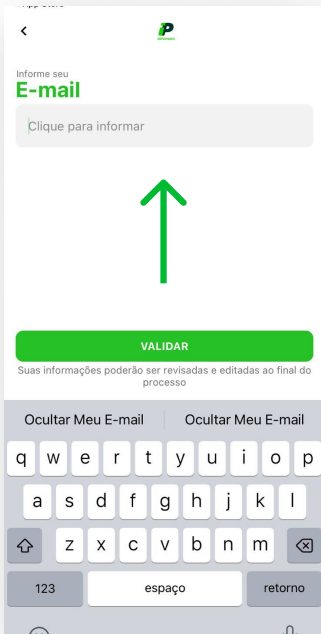 Informe seu
E-mail
Clique para informar
VALIDAR
Suas informações poderão ser revisadas e editadas ao final do
processo
Ocultar Meu E-mail Ocultar Meu E-mail
q w e r t y u i o p
a s d f g h j k l
z x c v b n m
123 espaço retorno